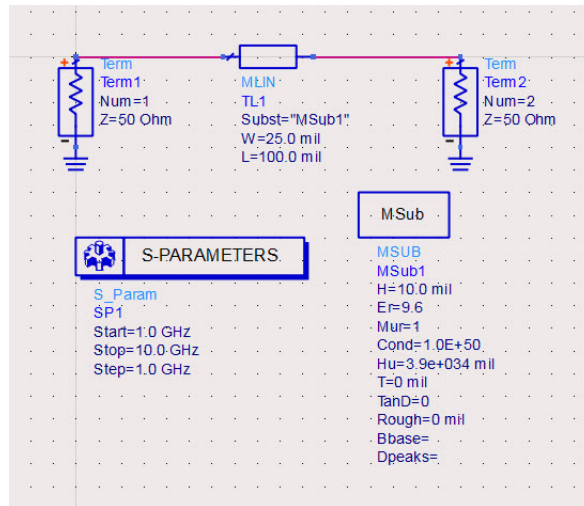 Term
Term1
Num=1
Z=50 Ohm
MLIN
TL1
Subst="MSub1"
W=25.0 mil
L=100.0 mil
Term
Term2
Num=2
Z=50 Ohm
S-PARAMETERS
S_Param
SP1
Start=1.0 GHz
Stop=10.0 GHz
Step=1.0 GHz
MSub
MSUB
MSub1
H=10.0 mil
Er=9.6
Mur=1
Cond=1.0E+50
Hu=3.9e+034 mil
T=0 mil
TanD=0
Rough=0 mil
Bbase=
Dpeaks=